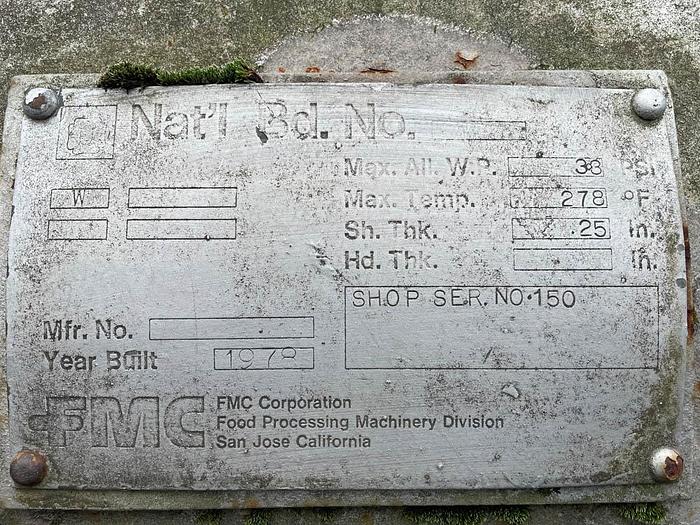 Nat'l Bd. No.
Max. All. W.P. 38 PSI
W Max. Temp. 278 °F
Sh. Thk. .25 In.
Hd. Thk. In.
SHOP SER. NO. 150
Mfr. No.
Year Built 1978
FMC
FMC Corporation
Food Processing Machinery Division
San Jose California